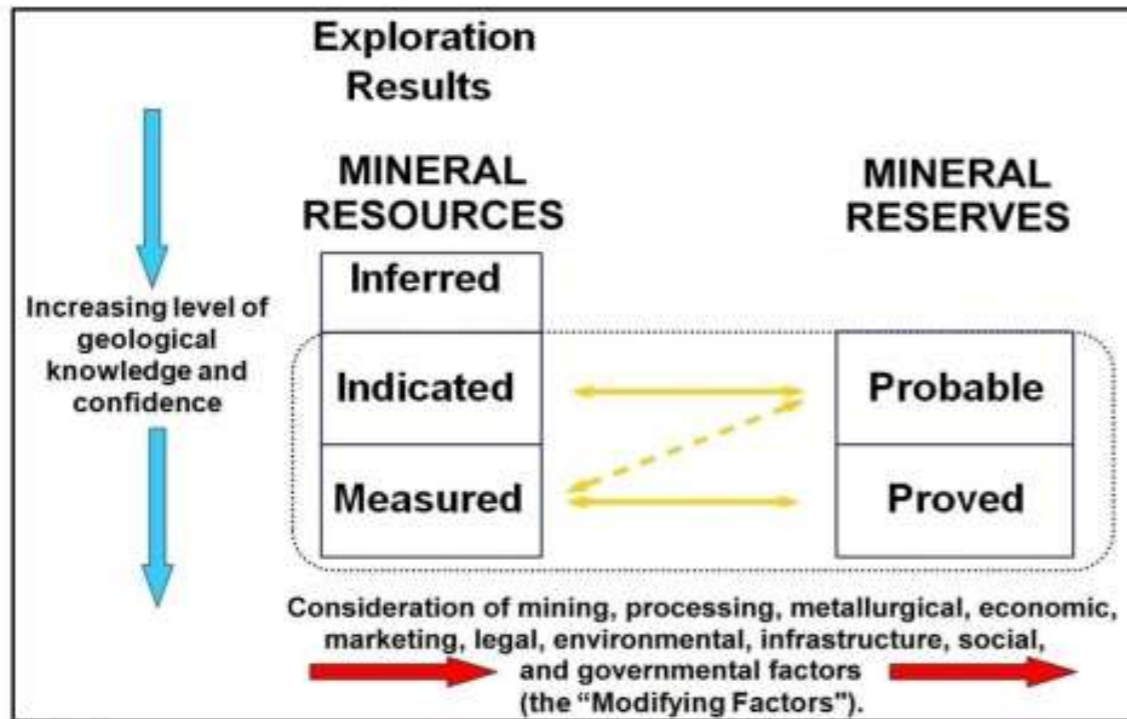 Exploration
Results
MINERAL
RESOURCES
MINERAL
RESERVES
Inferred
Increasing level of
geological
knowledge and
confidence
Indicated
Probable
Measured
Proved
Consideration of mining, processing, metallurgical, economic,
marketing, legal, environmental, infrastructure, social,
and governmental factors
(the “Modifying Factors").